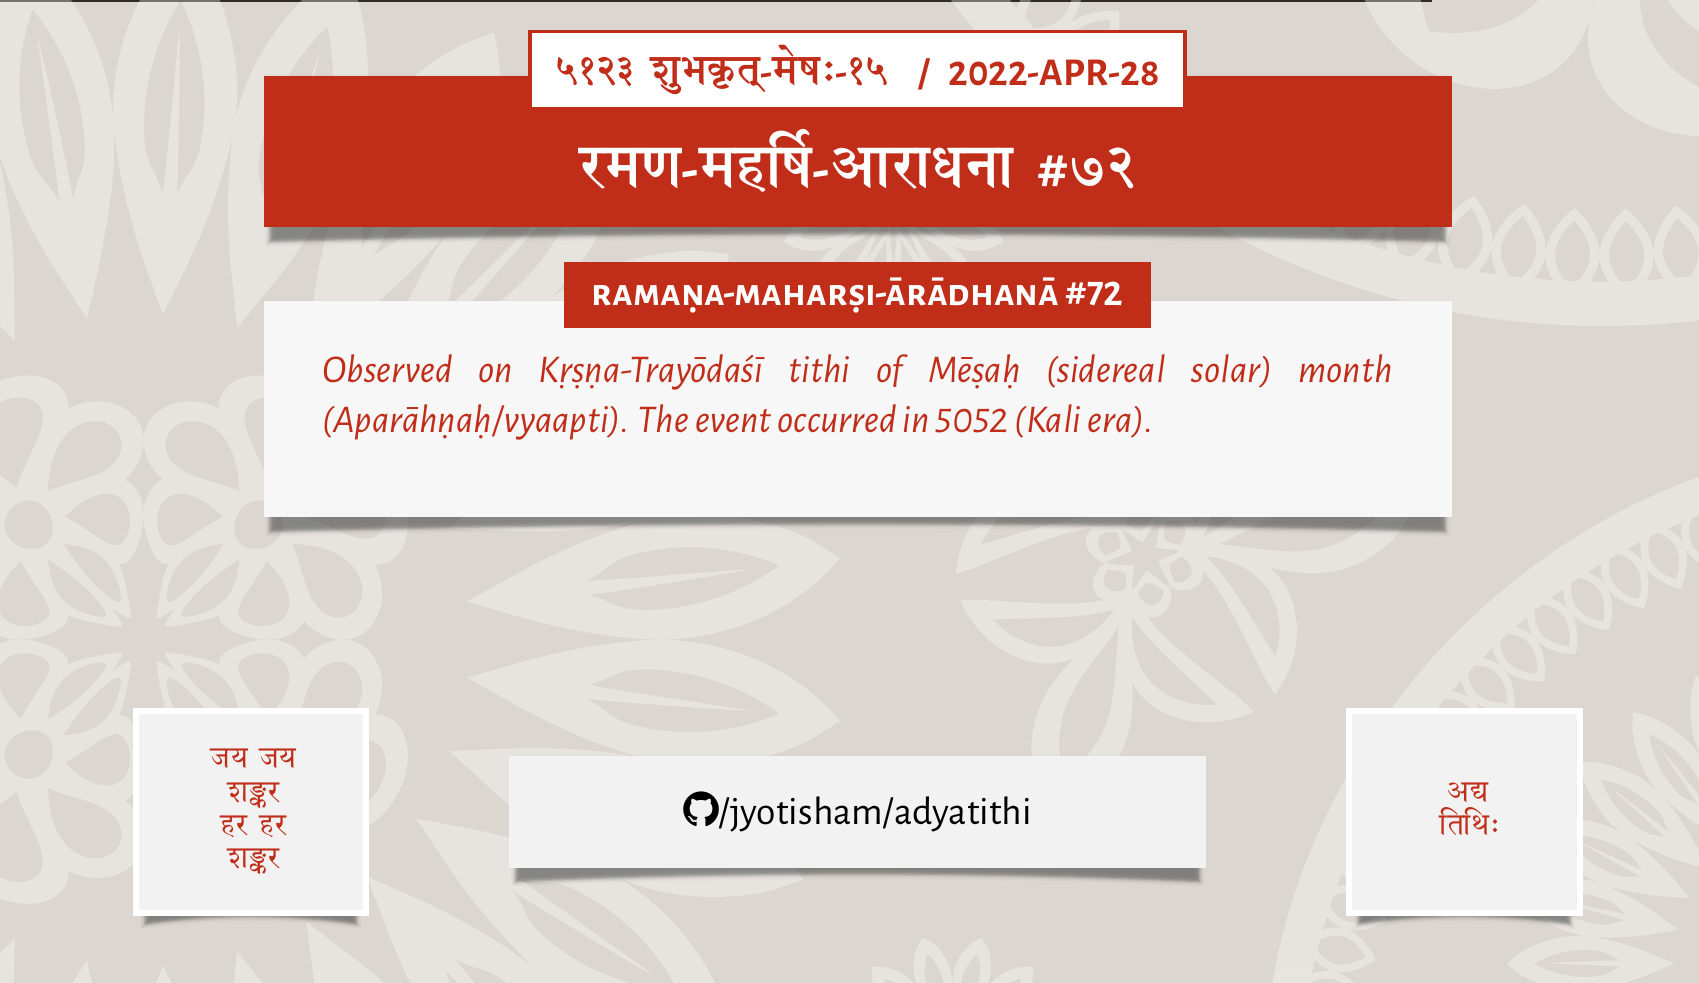 ५१२३ शुभकृत्-मेषः-१५ / 2022-APR-28
रमण-महर्षि-आराधना #७२
RAMAṆA-MAHARṢI-ĀRĀDHANĀ #72
Observed on Kṛṣṇa-Trayōdaśī tithi of Mēṣaḥ (sidereal solar) month
(Aparāhṇaḥ/vyaapti). The event occurred in 5052 (Kali era).
जय जय
शङ्कर
हर हर
शङ्कर
/jyotisham/adyatithi
अद्य
तिथिः